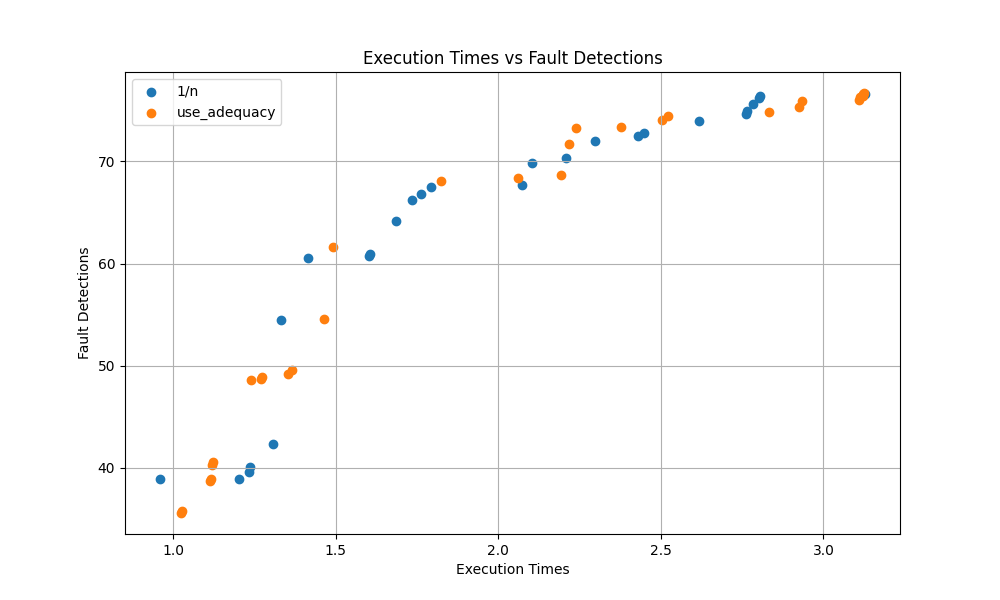 Execution Times vs Fault Detections
1/n
use_adequacy
70
60
50
40
Fault Detections
1.0 1.5 2.0 2.5 3.0
Execution Times